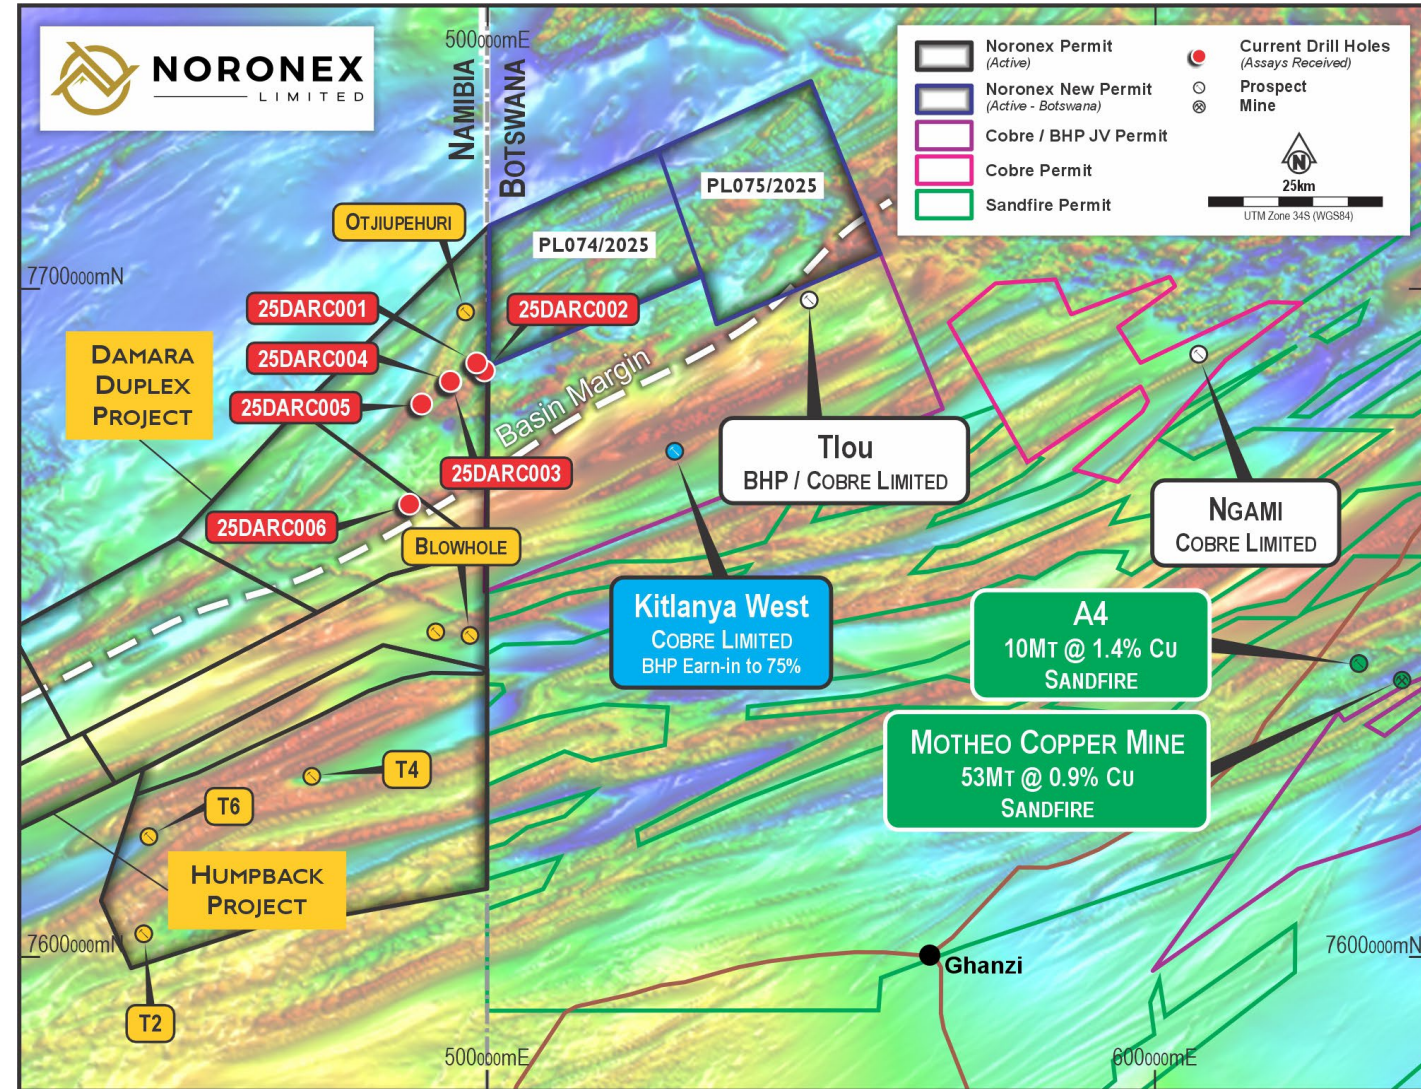 NORONEX
LIMITED
500000mE
NAMIBIA
BOTSWANA
Noronex Permit
(Active)
Noronex New Permit
(Active - Botswana)
Cobre / BHP JV Permit
Cobre Permit
Sandfire Permit
Current Drill Holes
(Assays Received)
Prospect
Mine
N
25km
UTM Zone 34S (WGS84)
PL075/2025
PL074/2025
OTJIUPEHURI
7700000mN
25DARC001
25DARC002
25DARC004
25DARC005
25DARC003
25DARC006
DAMARA
DUPLEX
PROJECT
Basin Margin
Tlou
BHP / COBRE LIMITED
NGAMI
COBRE LIMITED
BLOWHOLE
Kitlanya West
COBRE LIMITED
BHP Earn-in to 75%
A4
10MT @ 1.4% CU
SANDFIRE
MOTHEO COPPER MINE
53MT @ 0.9% CU
SANDFIRE
T4
T6
HUMPBACK
PROJECT
7600000mN
7600000mN
Ghanzi
T2
500000mE
600000mE